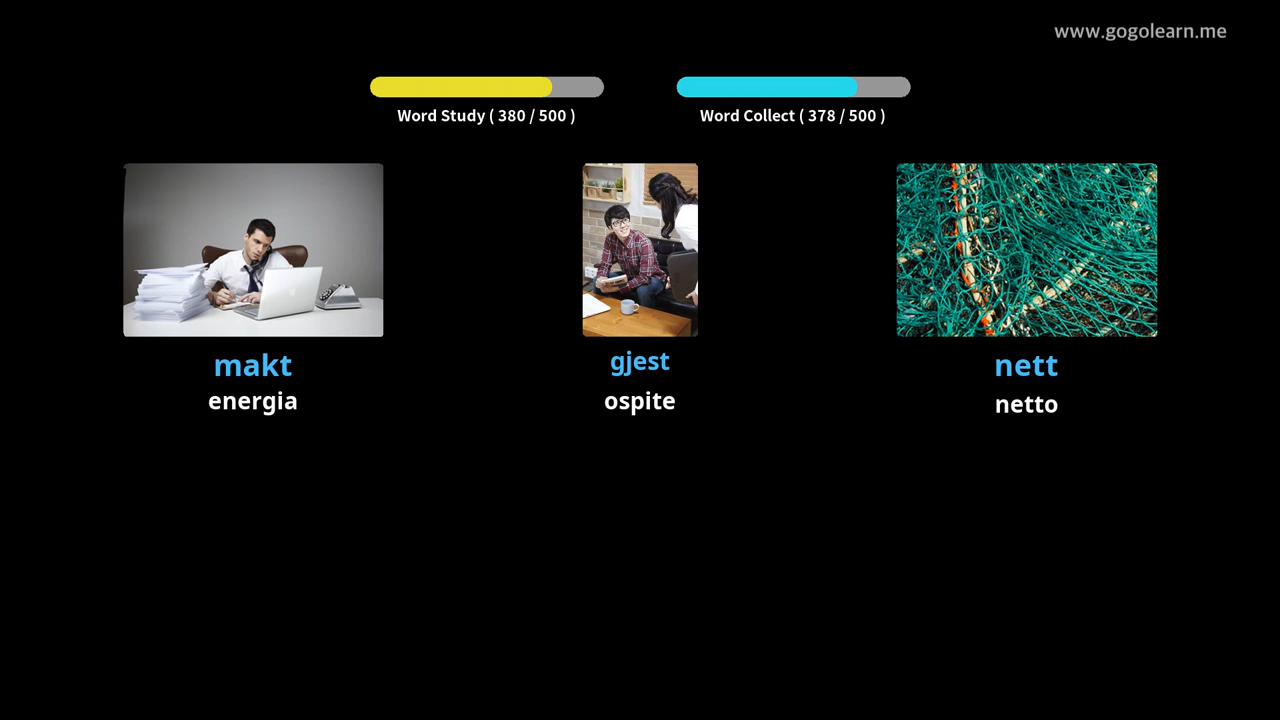 www.gogolearn.me
Word Study ( 380 / 500 )
Word Collect ( 378 / 500 )
makt
energia
gjest
ospite
nett
netto